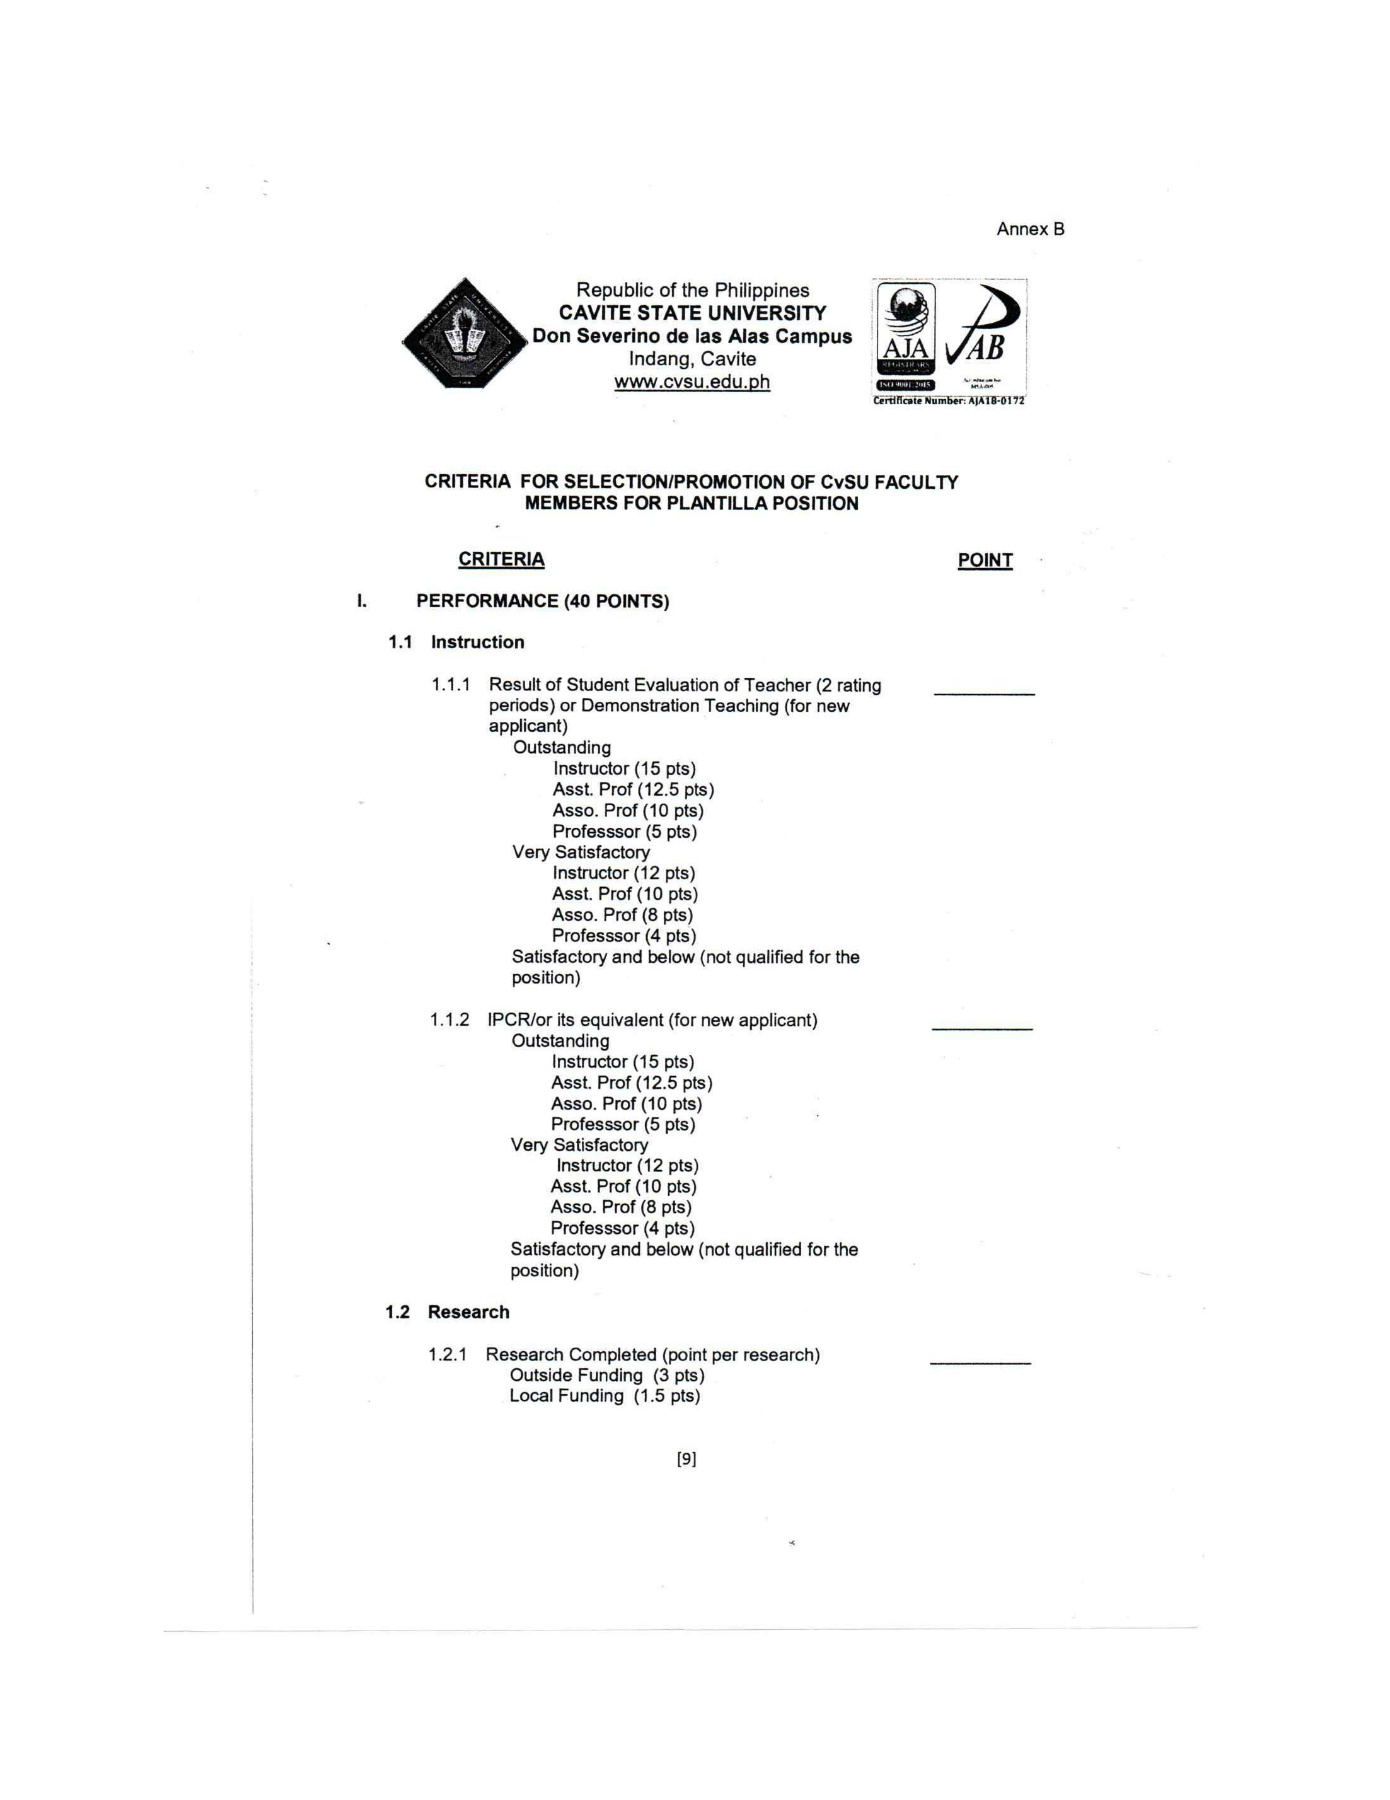 Annex B
Republic of the Philippines
CAVITE STATE UNIVERSITY
Don Severino de las Alas Campus
Indang, Cavite
www.cvsu.edu.ph
AJA
REGISTRARS
ISO 9001:2015
PAB
Certificate Number: AJA18-0172
CRITERIA FOR SELECTION/PROMOTION OF CvSU FACULTY
MEMBERS FOR PLANTILLA POSITION
CRITERIA POINT
I. PERFORMANCE (40 POINTS)
1.1 Instruction
1.1.1 Result of Student Evaluation of Teacher (2 rating
periods) or Demonstration Teaching (for new
applicant)
Outstanding
Instructor (15 pts)
Asst. Prof (12.5 pts)
Asso. Prof (10 pts)
Professsor (5 pts)
Very Satisfactory
Instructor (12 pts)
Asst. Prof (10 pts)
Asso. Prof (8 pts)
Professsor (4 pts)
Satisfactory and below (not qualified for the
position)
1.1.2 IPCR/or its equivalent (for new applicant)
Outstanding
Instructor (15 pts)
Asst. Prof (12.5 pts)
Asso. Prof (10 pts)
Professsor (5 pts)
Very Satisfactory
Instructor (12 pts)
Asst. Prof (10 pts)
Asso. Prof (8 pts)
Professsor (4 pts)
Satisfactory and below (not qualified for the
position)
1.2 Research
1.2.1 Research Completed (point per research)
Outside Funding (3 pts)
Local Funding (1.5 pts)
[9]